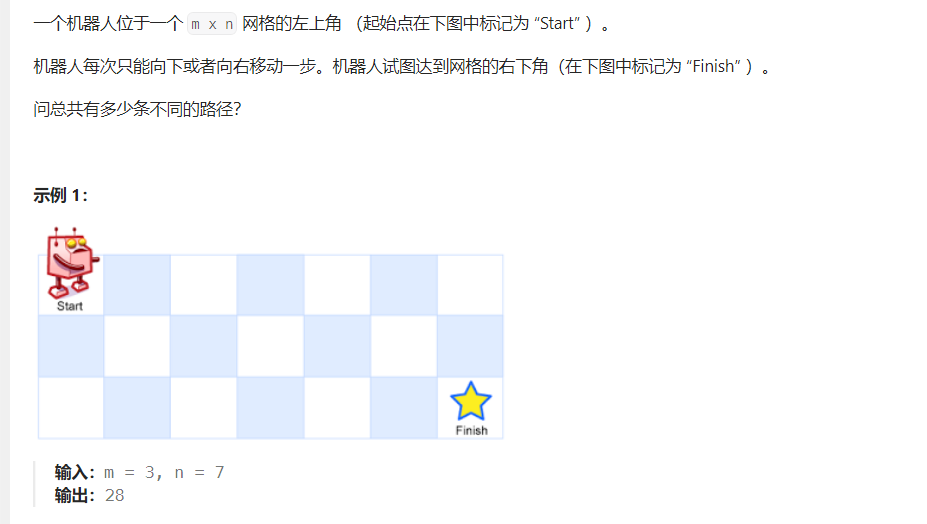 一个机器人位于一个 m x n 网格的左上角 （起始点在下图中标记为 “Start” ）。
机器人每次只能向下或者向右移动一步。机器人试图达到网格的右下角（在下图中标记为 “Finish” ）。
问总共有多少条不同的路径？
示例 1：
Start
Finish
输入：m = 3, n = 7
输出：28